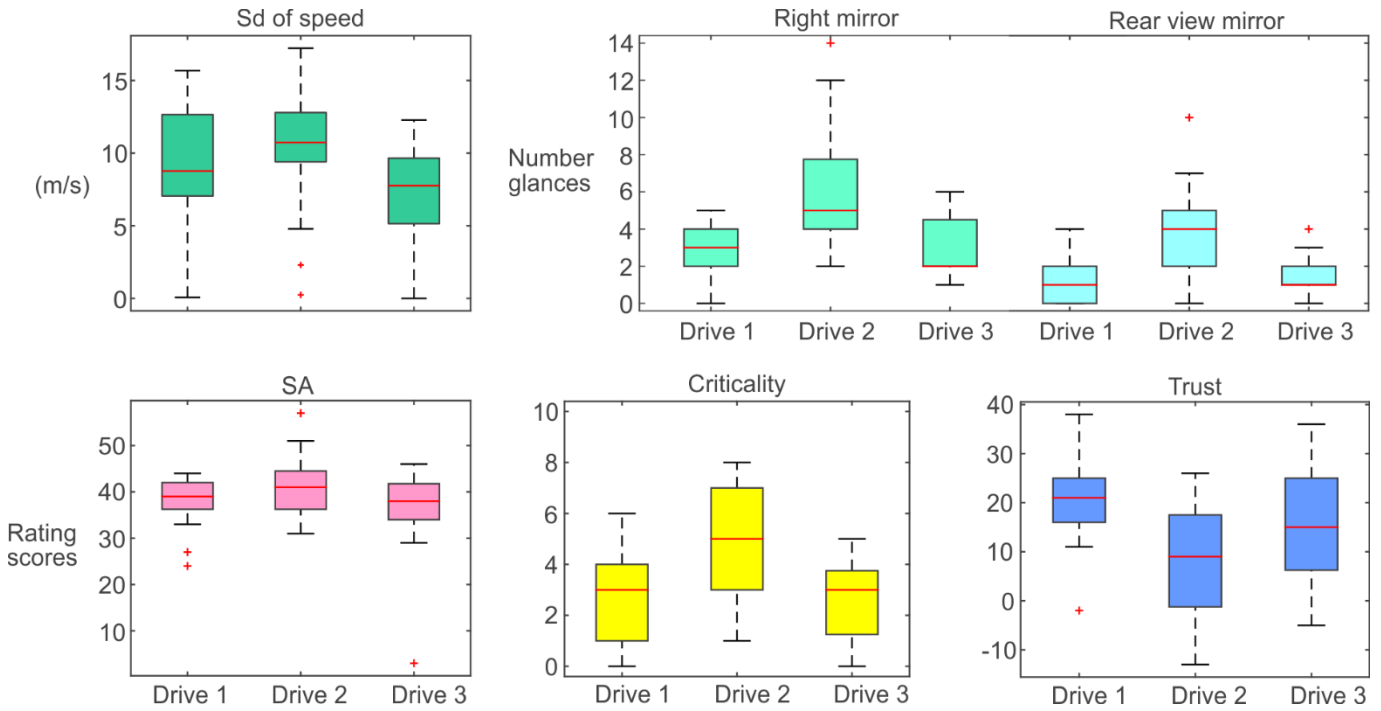 Sd of speed
15
10
5
0
(m/s)
Right mirror
Rear view mirror
14
12
10
8
6
4
2
0
Number
glances
Drive 1 Drive 2 Drive 3 Drive 1 Drive 2 Drive 3
SA
50
40
30
20
10
Rating
scores
Drive 1 Drive 2 Drive 3
Criticality
10
8
6
4
2
0
Drive 1 Drive 2 Drive 3
Trust
40
30
20
10
0
-10
Drive 1 Drive 2 Drive 3